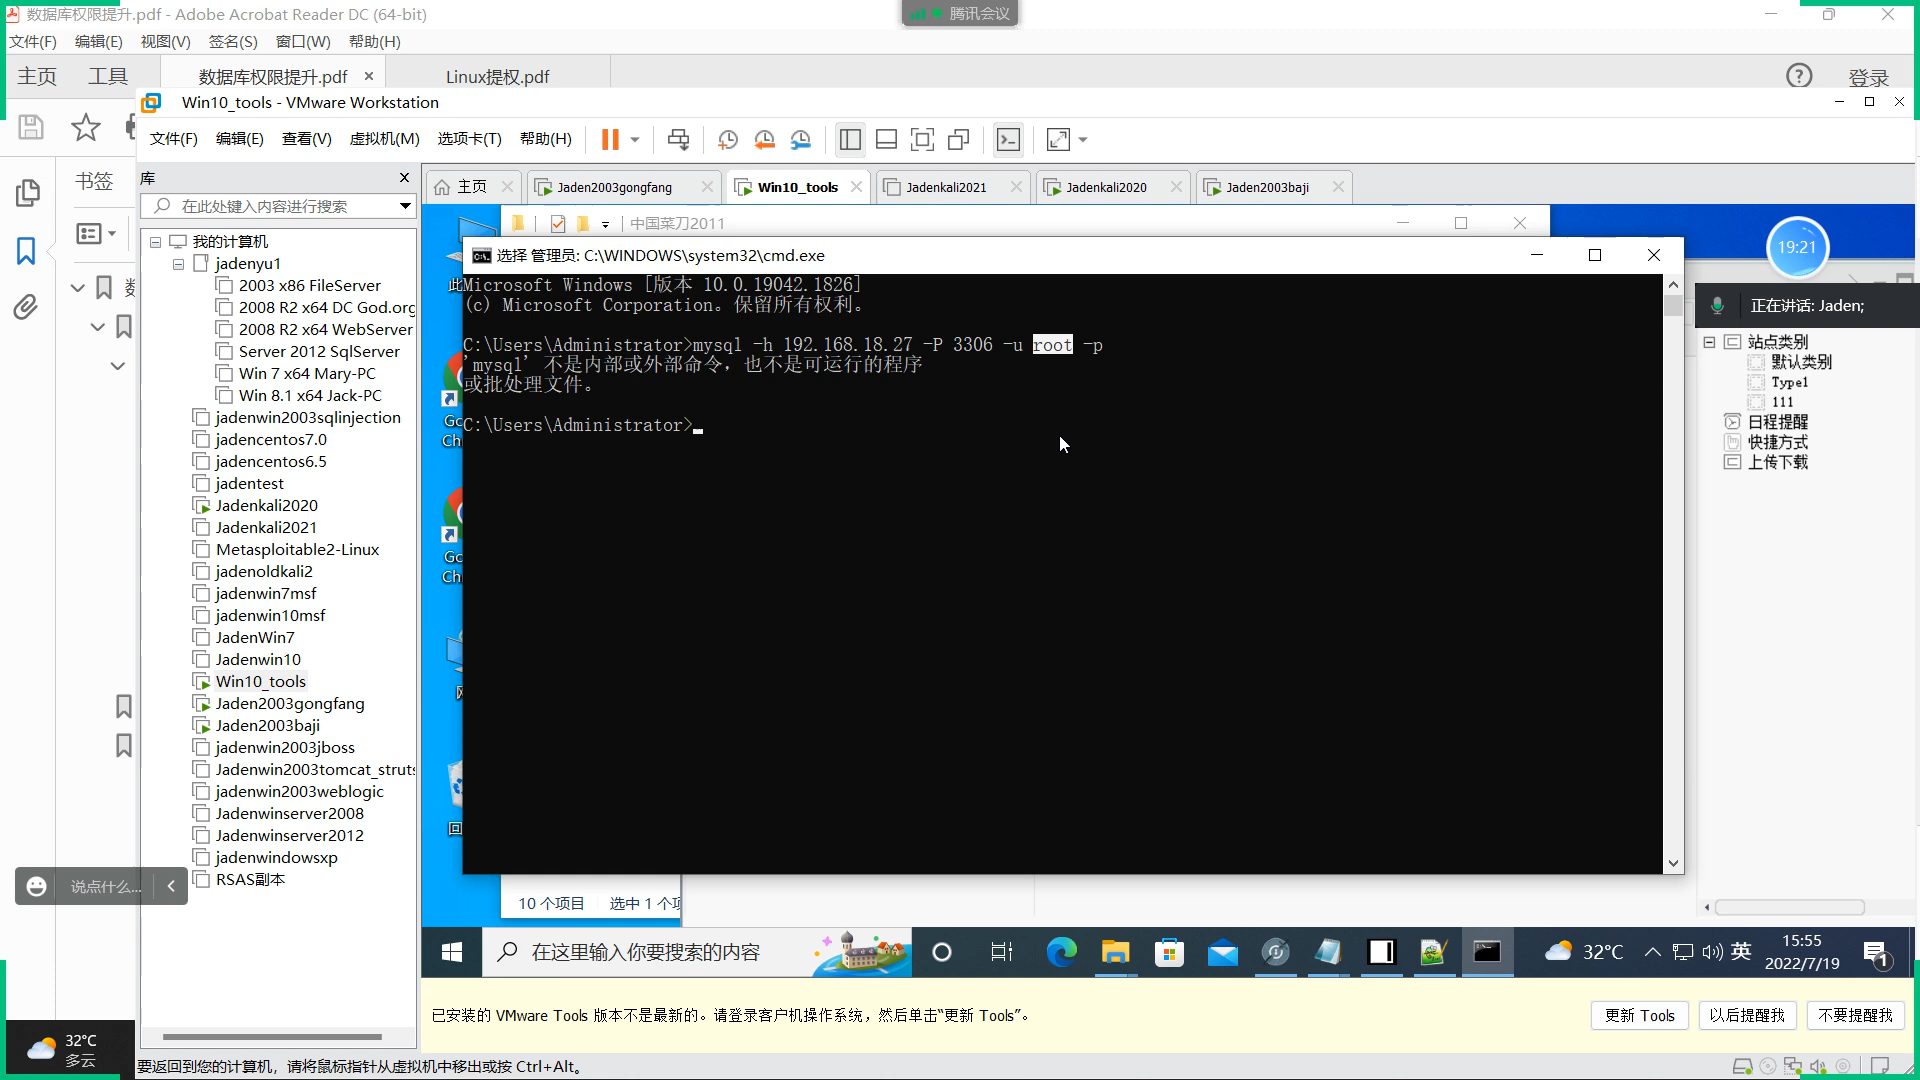 数据库权限提升.pdf - Adobe Acrobat Reader DC (64-bit)
腾讯会议
文件(F) 编辑(E) 视图(V) 签名(S) 窗口(W) 帮助(H)
主页 工具 数据库权限提升.pdf Linux提权.pdf 登录
Win10_tools - VMware Workstation
文件(F) 编辑(E) 查看(V) 虚拟机(M) 选项卡(T) 帮助(H)
书签
库
在此处键入内容进行搜索
我的计算机
jadenyu1
2003 x86 FileServer
2008 R2 x64 DC God.org
2008 R2 x64 WebServer
Server 2012 SqlServer
Win 7 x64 Mary-PC
Win 8.1 x64 Jack-PC
jadenwin2003sqlinjection
jadencentos7.0
jadencentos6.5
jadentest
Jadenkali2020
Jadenkali2021
Metasploitable2-Linux
jadenoldkali2
jadenwin7msf
jadenwin10msf
JadenWin7
Jadenwin10
Win10_tools
Jaden2003gongfang
Jaden2003baji
jadenwin2003jboss
Jadenwin2003tomcat_struts
jadenwin2003weblogic
Jadenwinserver2008
Jadenwinserver2012
jadenwindowsxp
RSAS副本
说点什么...
主页 Jaden2003gongfang Win10_tools Jadenkali2021 Jadenkali2020 Jaden2003baji
中国菜刀2011
19:21
选择 管理员: C:\WINDOWS\system32\cmd.exe
Microsoft Windows [版本 10.0.19042.1826]
(c) Microsoft Corporation。保留所有权利。
C:\Users\Administrator>mysql -h 192.168.18.27 -P 3306 -u root -p
'mysql' 不是内部或外部命令，也不是可运行的程序
或批处理文件。
C:\Users\Administrator>
此
Go
Ch
Go
Ch
回
正在讲话: Jaden;
站点类别
默认类别
Type1
111
日程提醒
快捷方式
上传下载
10 个项目 选中 1 个项
在这里输入你要搜索的内容
32°C 英 15:55
2022/7/19
1
已安装的 VMware Tools 版本不是最新的。请登录客户机操作系统，然后单击“更新 Tools”。
更新 Tools 以后提醒我 不要提醒我
32°C
多云
要返回到您的计算机，请将鼠标指针从虚拟机中移出或按 Ctrl+Alt。